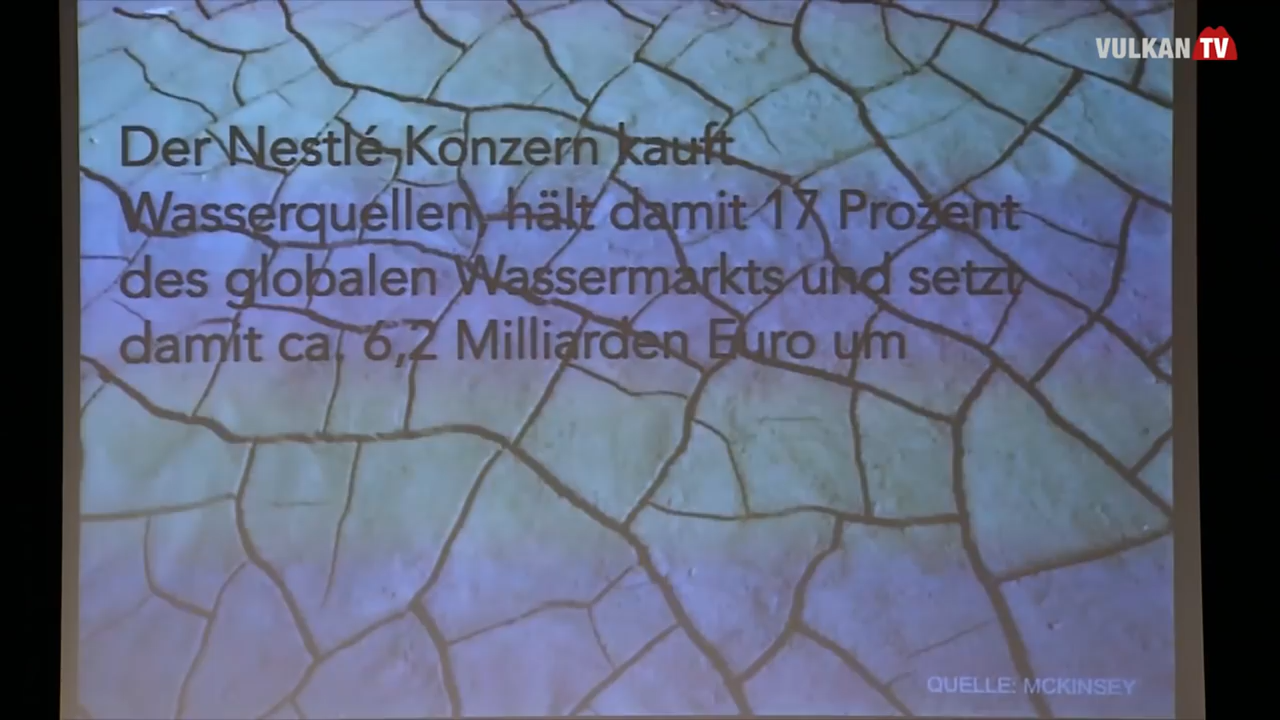 VULKAN TV
Der Nestlé-Konzern kauft
Wasserquellen, hält damit 17 Prozent
des globalen Wassermarkts und setzt
damit ca. 6,2 Milliarden Euro um
QUELLE: MCKINSEY